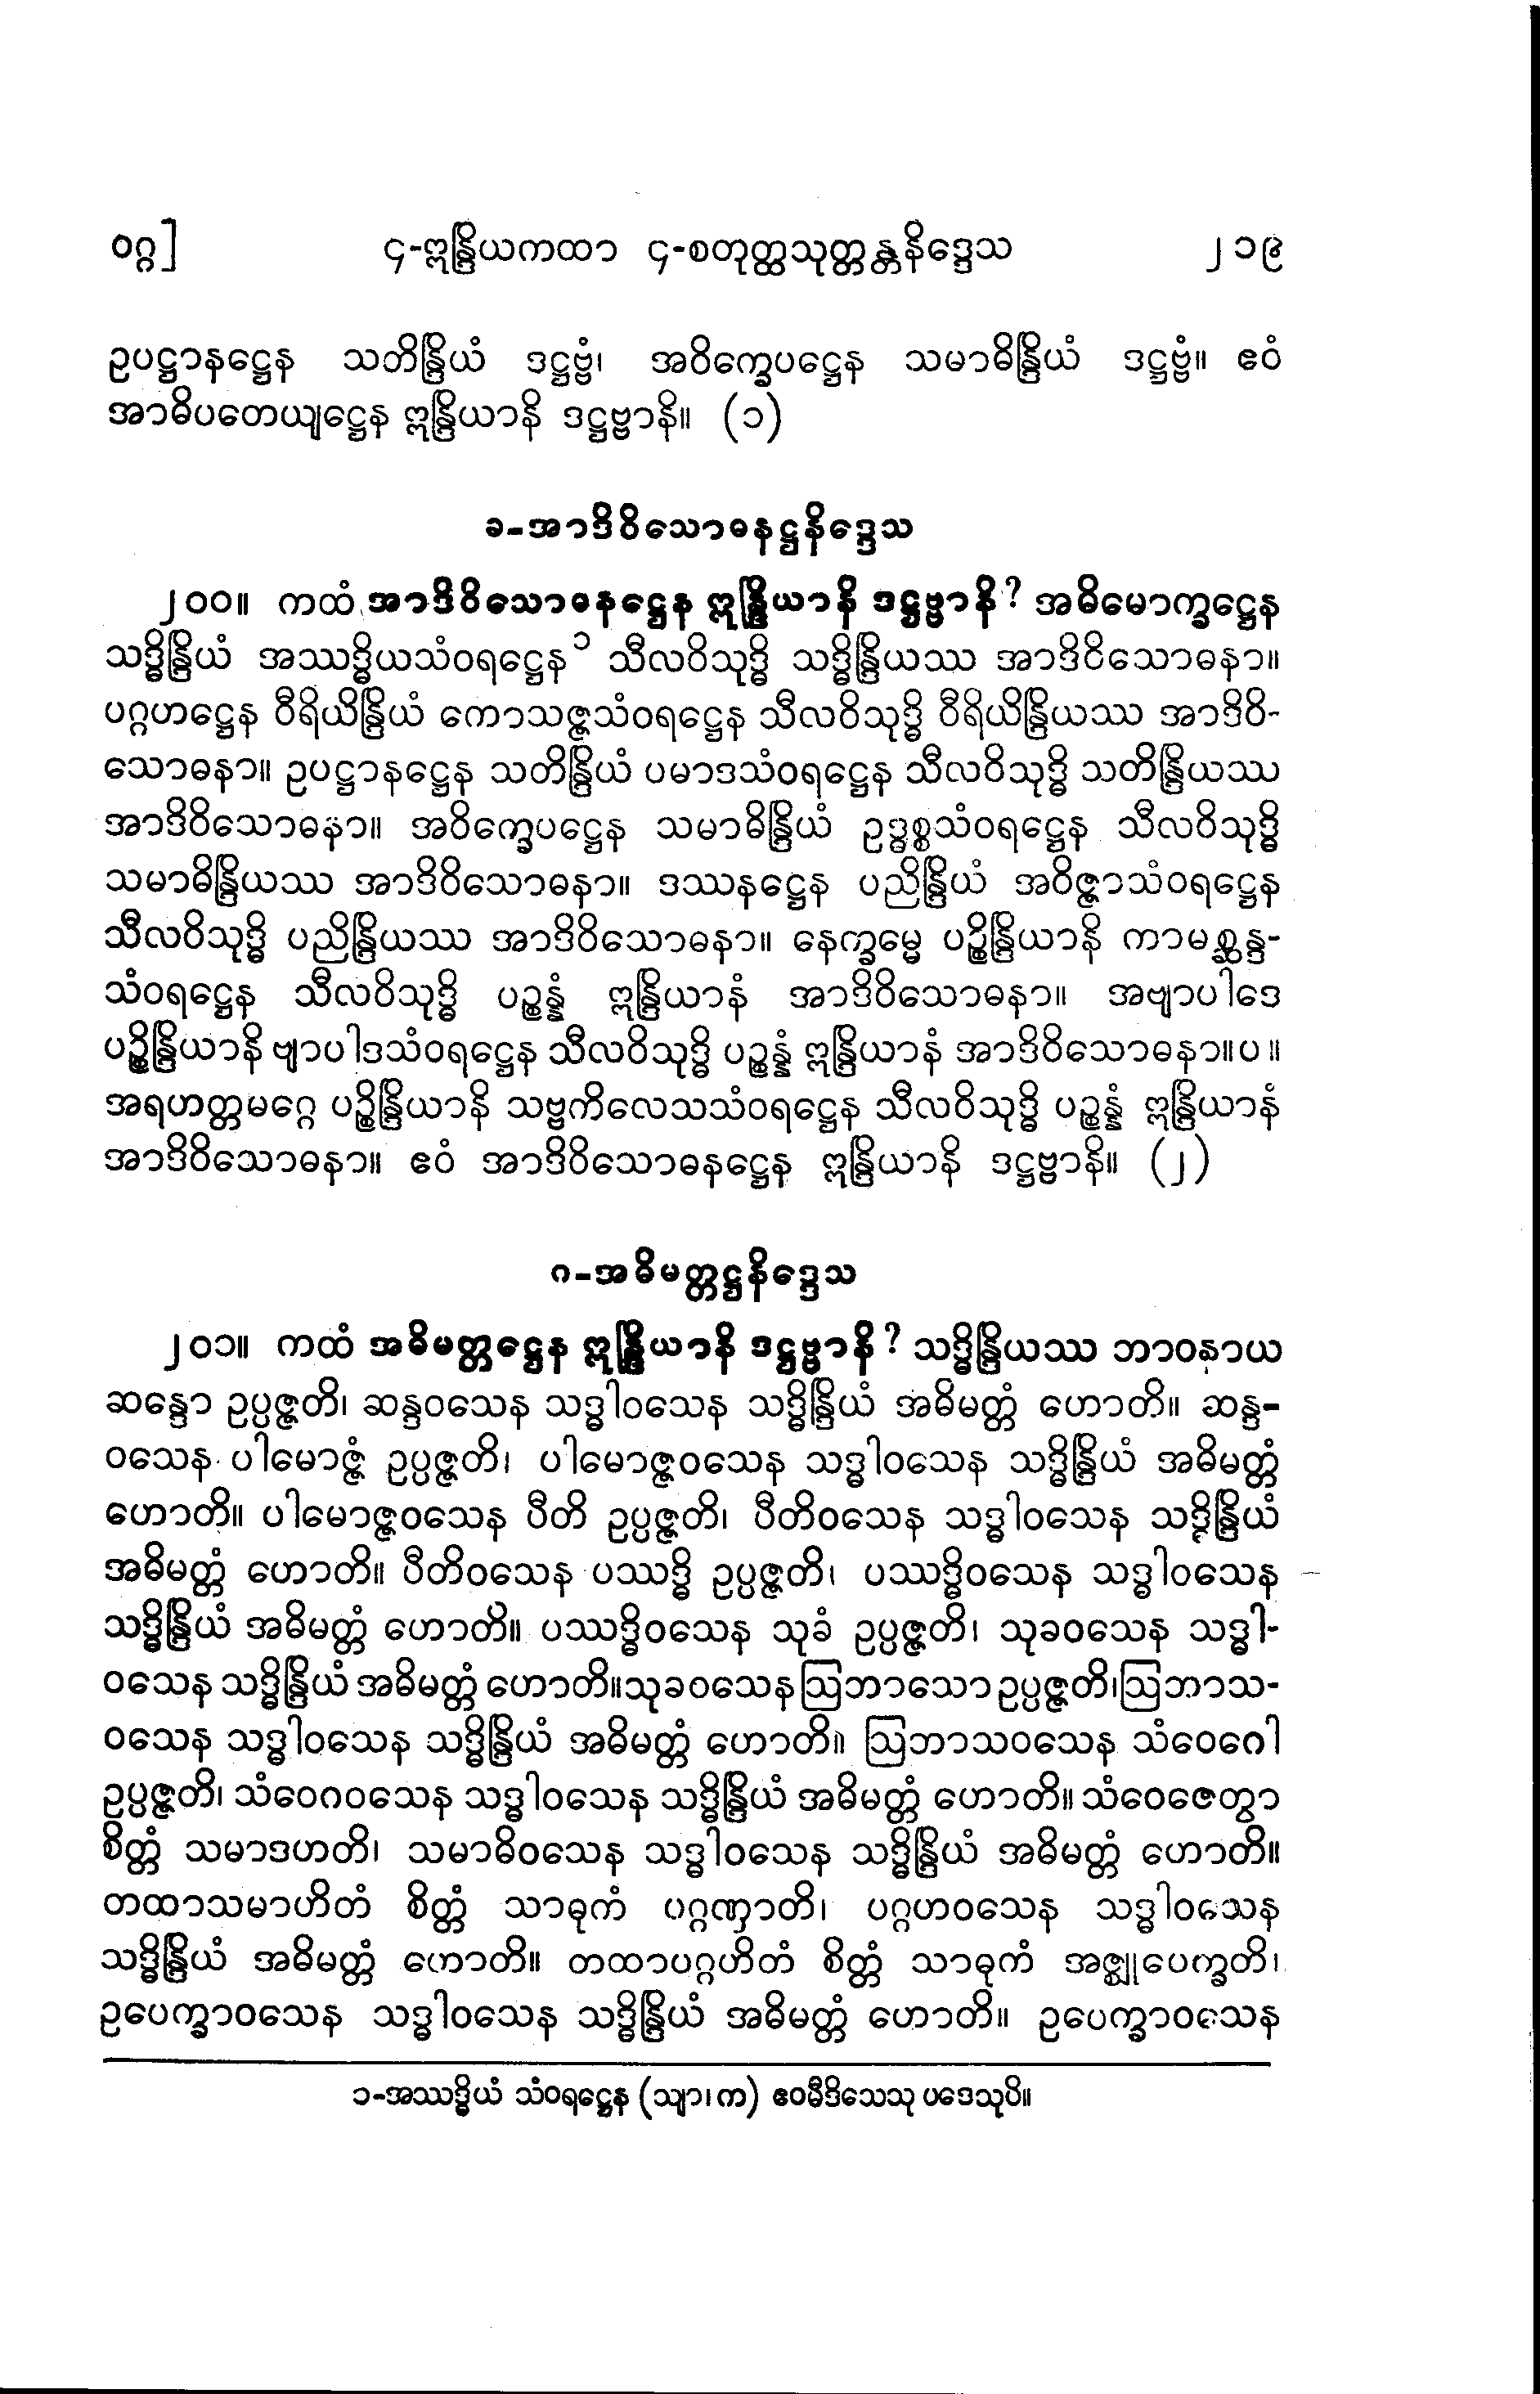 ဝဂ္ဂ] ၄-ဣန္ဒြိယကထာ ၄-စတုတ္ထသုတ္တန္တနိဒ္ဒေသ ၂၁၉
ဥပဋ္ဌာနဋ္ဌေန သတိန္ဒြိယံ ဒဋ္ဌဗ္ဗံ၊ အဝိက္ခေပဋ္ဌေန သမာဓိန္ဒြိယံ ဒဋ္ဌဗ္ဗံ။ ဧဝံ
အာဓိပတေယျဋ္ဌေန ဣန္ဒြိယာနိ ဒဋ္ဌဗ္ဗာနိ။ (၁)
ခ-အာဒိဝိသောဓနဋ္ဌနိဒ္ဒေသ
၂၀၀။ ကထံ အာဒိဝိသောဓနဋ္ဌေန ဣန္ဒြိယာနိ ဒဋ္ဌဗ္ဗာနိ? အဓိမောက္ခဋ္ဌေန
သဒ္ဓိန္ဒြိယံ အဿဒ္ဓိယသံဝရဋ္ဌေန ၁ သီလဝိသုဒ္ဓိ သဒ္ဓိန္ဒြိယဿ အာဒိဝိသောဓနာ။
ပဂ္ဂဟဋ္ဌေန ဝီရိယိန္ဒြိယံ ကောသဇ္ဇသံဝရဋ္ဌေန သီလဝိသုဒ္ဓိ ဝီရိယိန္ဒြိယဿ အာဒိဝိ-
သောဓနာ။ ဥပဋ္ဌာနဋ္ဌေန သတိန္ဒြိယံ ပမာဒသံဝရဋ္ဌေန သီလဝိသုဒ္ဓိ သတိန္ဒြိယဿ
အာဒိဝိသောဓနာ။ အဝိက္ခေပဋ္ဌေန သမာဓိန္ဒြိယံ ဥဒ္ဓစ္စသံဝရဋ္ဌေန သီလဝိသုဒ္ဓိ
သမာဓိန္ဒြိယဿ အာဒိဝိသောဓနာ။ ဒဿနဋ္ဌေန ပညိန္ဒြိယံ အဝိဇ္ဇာသံဝရဋ္ဌေန
သီလဝိသုဒ္ဓိ ပညိန္ဒြိယဿ အာဒိဝိသောဓနာ။ နေက္ခမ္မေ ပဉ္စိန္ဒြိယာနိ ကာမစ္ဆန္ဒ-
သံဝရဋ္ဌေန သီလဝိသုဒ္ဓိ ပဉ္စန္နံ ဣန္ဒြိယာနံ အာဒိဝိသောဓနာ။ အဗျာပါဒေ
ပဉ္စိန္ဒြိယာနိ ဗျာပါဒသံဝရဋ္ဌေန သီလဝိသုဒ္ဓိ ပဉ္စန္နံ ဣန္ဒြိယာနံ အာဒိဝိသောဓနာ။ပ။
အရဟတ္တမဂ္ဂေ ပဉ္စိန္ဒြိယာနိ သဗ္ဗကိလေသသံဝရဋ္ဌေန သီလဝိသုဒ္ဓိ ပဉ္စန္နံ ဣန္ဒြိယာနံ
အာဒိဝိသောဓနာ။ ဧဝံ အာဒိဝိသောဓနဋ္ဌေန ဣန္ဒြိယာနိ ဒဋ္ဌဗ္ဗာနိ။ (၂)
ဂ-အဓိမတ္တဋ္ဌနိဒ္ဒေသ
၂၀၁။ ကထံ အဓိမတ္တဋ္ဌေန ဣန္ဒြိယာနိ ဒဋ္ဌဗ္ဗာနိ? သဒ္ဓိန္ဒြိယဿ ဘာဝနာယ
ဆန္ဒော ဥပ္ပဇ္ဇတိ၊ ဆန္ဒဝသေန သဒ္ဓါဝသေန သဒ္ဓိန္ဒြိယံ အဓိမတ္တံ ဟောတိ။ ဆန္ဒ-
ဝသေန ပါမောဇ္ဇံ ဥပ္ပဇ္ဇတိ၊ ပါမောဇ္ဇဝသေန သဒ္ဓါဝသေန သဒ္ဓိန္ဒြိယံ အဓိမတ္တံ
ဟောတိ။ ပါမောဇ္ဇဝသေန ပီတိ ဥပ္ပဇ္ဇတိ၊ ပီတိဝသေန သဒ္ဓါဝသေန သဒ္ဓိန္ဒြိယံ
အဓိမတ္တံ ဟောတိ။ ပီတိဝသေန ပဿဒ္ဓိ ဥပ္ပဇ္ဇတိ၊ ပဿဒ္ဓိဝသေန သဒ္ဓါဝသေန
သဒ္ဓိန္ဒြိယံ အဓိမတ္တံ ဟောတိ။ ပဿဒ္ဓိဝသေန သုခံ ဥပ္ပဇ္ဇတိ၊ သုခဝသေန သဒ္ဓါ-
ဝသေန သဒ္ဓိန္ဒြိယံ အဓိမတ္တံ ဟောတိ။သုခဝသေန ဩဘာသော ဥပ္ပဇ္ဇတိ၊ဩဘာသ-
ဝသေန သဒ္ဓါဝသေန သဒ္ဓိန္ဒြိယံ အဓိမတ္တံ ဟောတိ။ ဩဘာသဝသေန သံဝေဂေါ
ဥပ္ပဇ္ဇတိ၊ သံဝေဂဝသေန သဒ္ဓါဝသေန သဒ္ဓိန္ဒြိယံ အဓိမတ္တံ ဟောတိ။ သံဝေဇေတွာ
စိတ္တံ သမာဒဟတိ၊ သမာဓိဝသေန သဒ္ဓါဝသေန သဒ္ဓိန္ဒြိယံ အဓိမတ္တံ ဟောတိ။
တထာသမာဟိတံ စိတ္တံ သာဓုကံ ပဂ္ဂဏှာတိ၊ ပဂ္ဂဟဝသေန သဒ္ဓါဝသေန
သဒ္ဓိန္ဒြိယံ အဓိမတ္တံ ဟောတိ။ တထာပဂ္ဂဟိတံ စိတ္တံ သာဓုကံ အဇ္ဈုပေက္ခတိ၊
ဥပေက္ခာဝသေန သဒ္ဓါဝသေန သဒ္ဓိန္ဒြိယံ အဓိမတ္တံ ဟောတိ။ ဥပေက္ခာဝသေန
၁-အဿဒ္ဓိယံ သံဝရဋ္ဌေန (သျာ၊ က) ဧဝမီဒိသေသု ပဒေသုပိ။